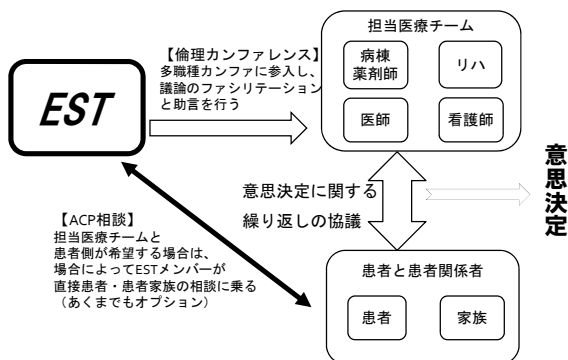 担当医療チーム
【倫理カンファレンス】
多職種カンファに参入し、
議論のファシリテーション
と助言を行う
病棟
薬剤師
リハ
EST
医師
看護師
意思決定
意思決定に関する
繰り返しの協議
【ACP相談】
担当医療チームと
患者側が希望する場合は、
場合によってESTメンバーが
直接患者・患者家族の相談に乗る
（あくまでもオプション）
患者と患者関係者
患者
家族